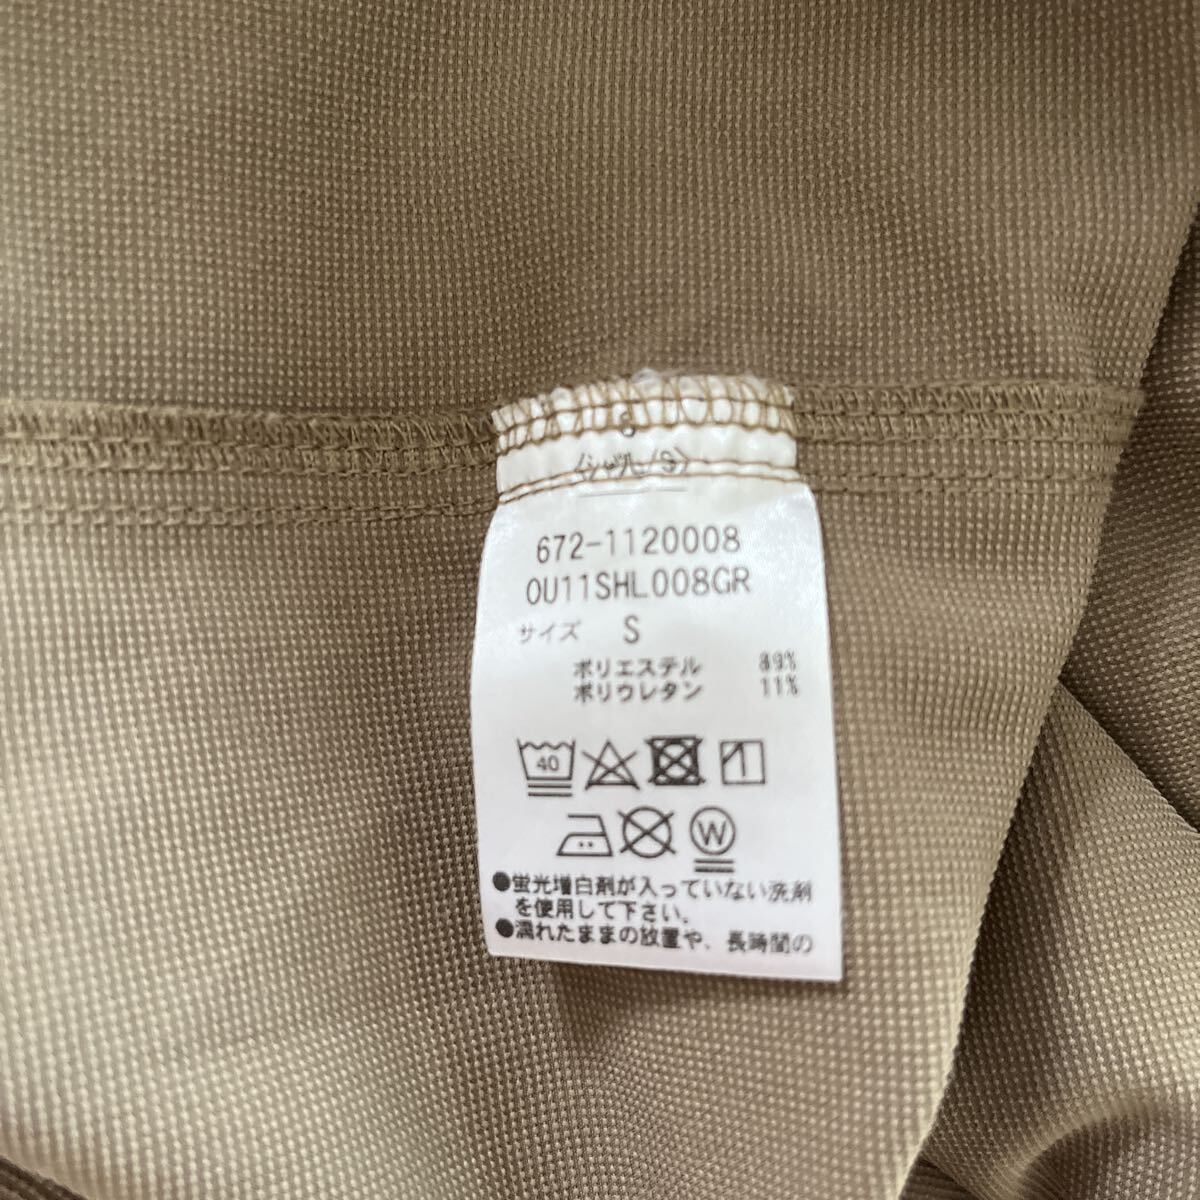 S
672-1120008
OU11SHL008GR
サイズ S
ポリエステル 89%
ポリウレタン 11%
40
W
●蛍光増白剤が入っていない洗剤
を使用して下さい。
●濡れたままの放置や、長時間の